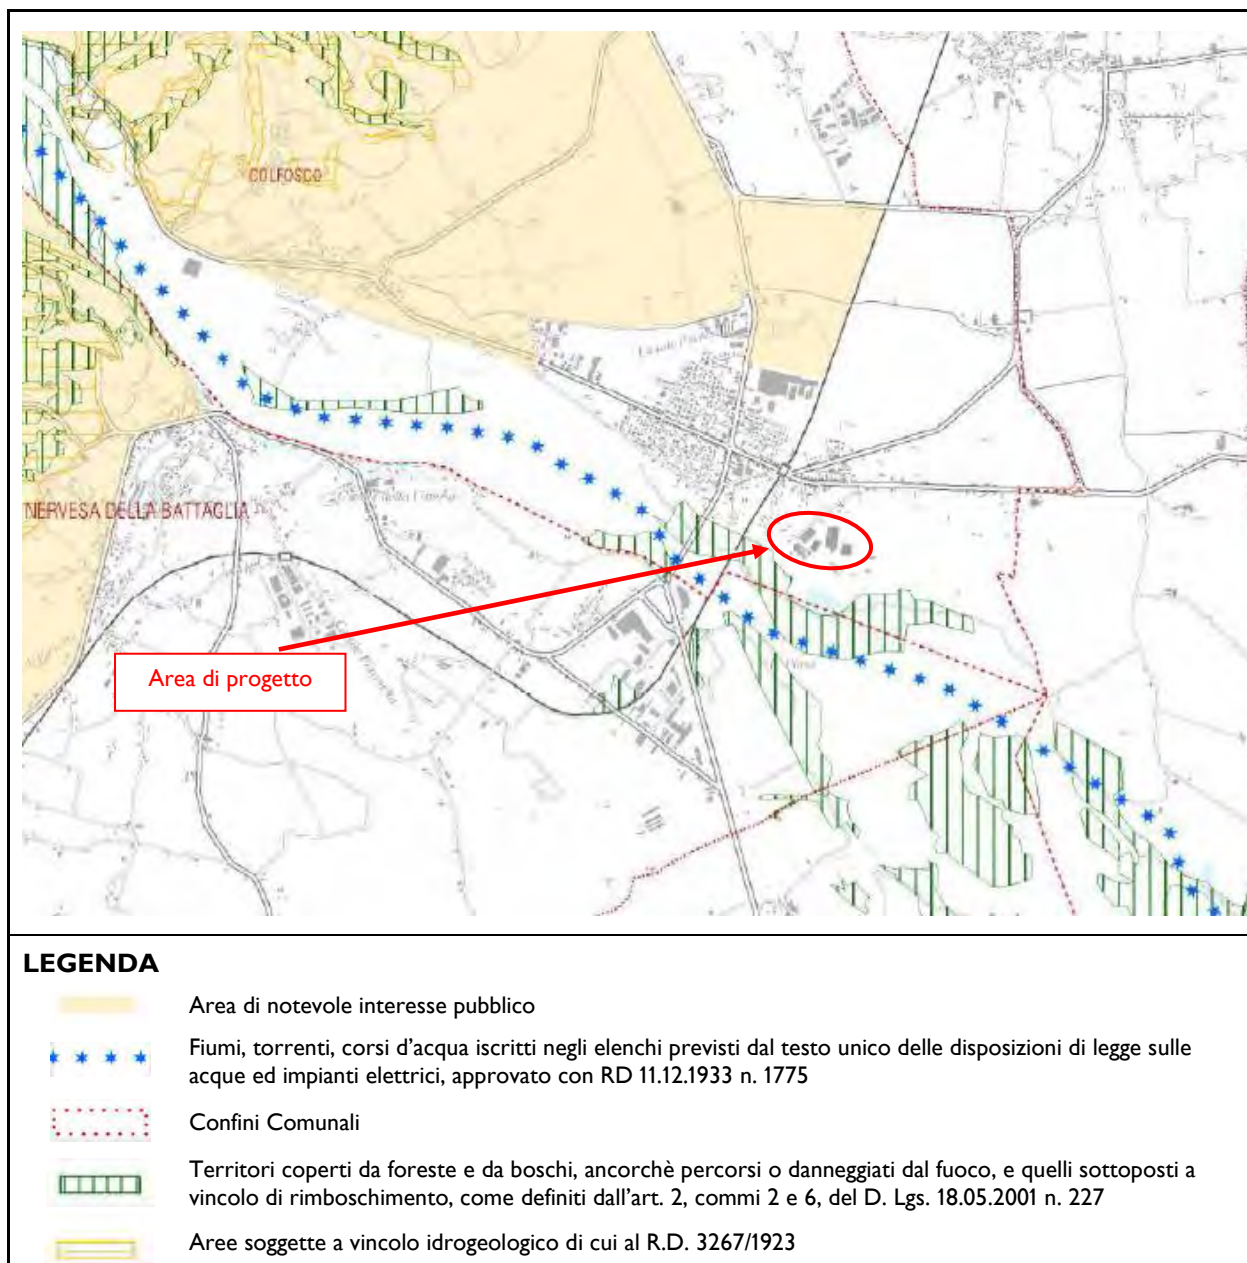 COLFOSCO
NERVESA DELLA BATTAGLIA
Area di progetto
LEGENDA
Area di notevole interesse pubblico
Fiumi, torrenti, corsi d'acqua iscritti negli elenchi previsti dal testo unico delle disposizioni di legge sulle
acque ed impianti elettrici, approvato con RD 11.12.1933 n. 1775
Confini Comunali
Territori coperti da foreste e da boschi, ancorchè percorsi o danneggiati dal fuoco, e quelli sottoposti a
vincolo di rimboschimento, come definiti dall'art. 2, commi 2 e 6, del D. Lgs. 18.05.2001 n. 227
Aree soggette a vincolo idrogeologico di cui al R.D. 3267/1923